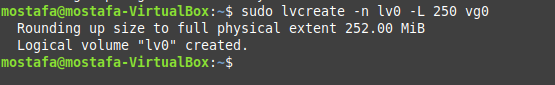 mostafa@mostafa-VirtualBox:~$ sudo lvcreate -n lv0 -L 250 vg0
  Rounding up size to full physical extent 252.00 MiB
  Logical volume "lv0" created.
mostafa@mostafa-VirtualBox:~$